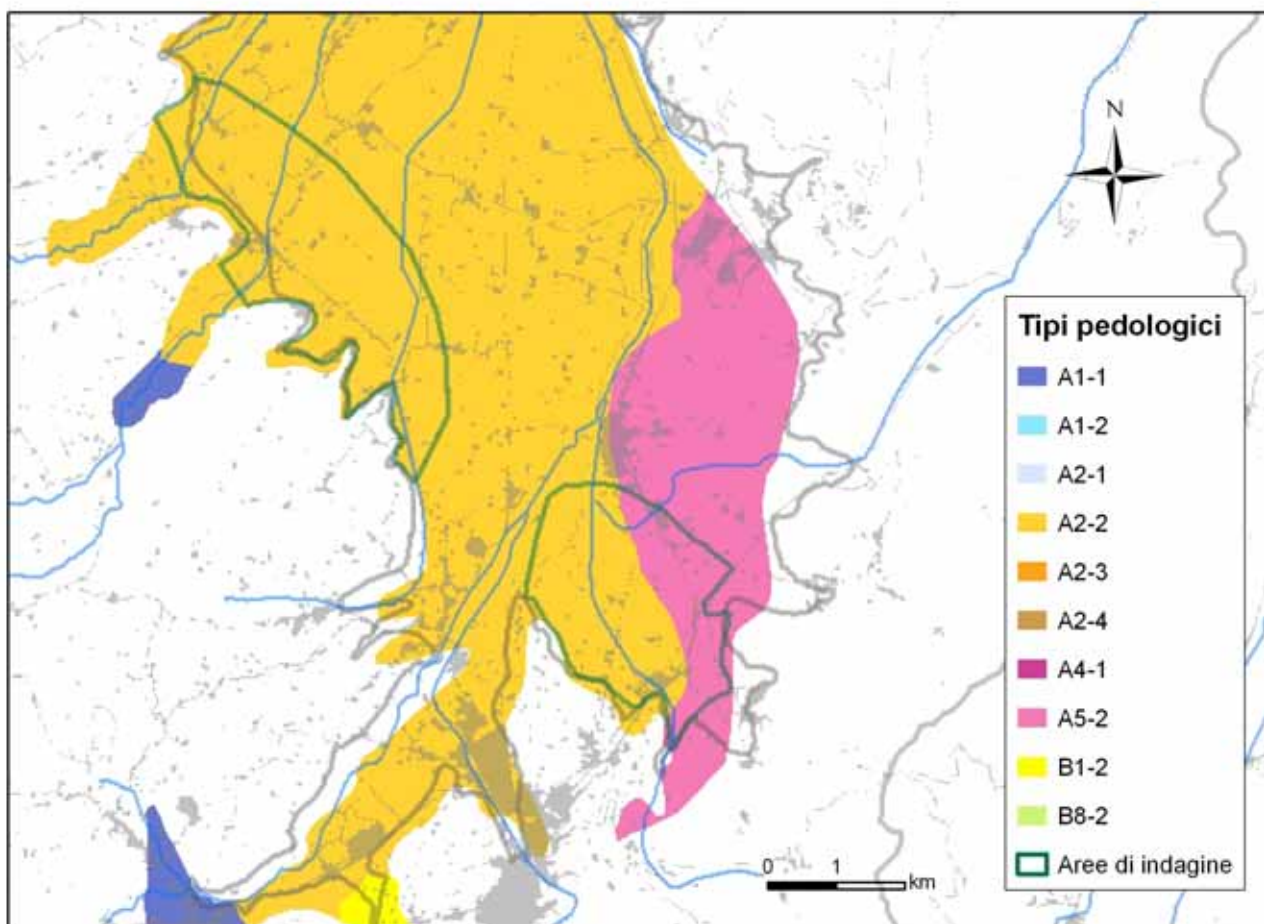 N
Tipi pedologici
A1-1
A1-2
A2-1
A2-2
A2-3
A2-4
A4-1
A5-2
B1-2
B8-2
Aree di indagine
0 1
km